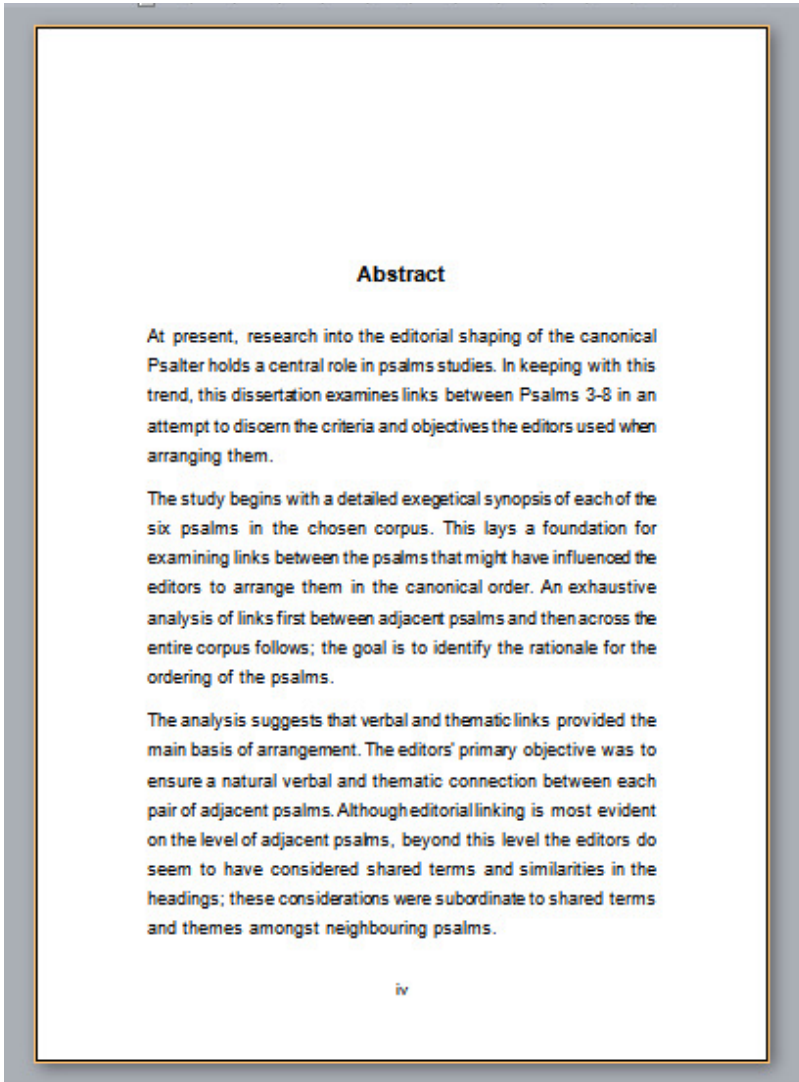 Abstract
At present, research into the editorial shaping of the canonical
Psalter holds a central role in psalms studies. In keeping with this
trend, this dissertation examines links between Psalms 3-8 in an
attempt to discern the criteria and objectives the editors used when
arranging them.
The study begins with a detailed exegetical synopsis of each of the
six psalms in the chosen corpus. This lays a foundation for
examining links between the psalms that might have influenced the
editors to arrange them in the canonical order. An exhaustive
analysis of links first between adjacent psalms and then across the
entire corpus follows; the goal is to identify the rationale for the
ordering of the psalms.
The analysis suggests that verbal and thematic links provided the
main basis of arrangement. The editors' primary objective was to
ensure a natural verbal and thematic connection between each
pair of adjacent psalms. Although editorial linking is most evident
on the level of adjacent psalms, beyond this level the editors do
seem to have considered shared terms and similarities in the
headings; these considerations were subordinate to shared terms
and themes amongst neighbouring psalms.
iv